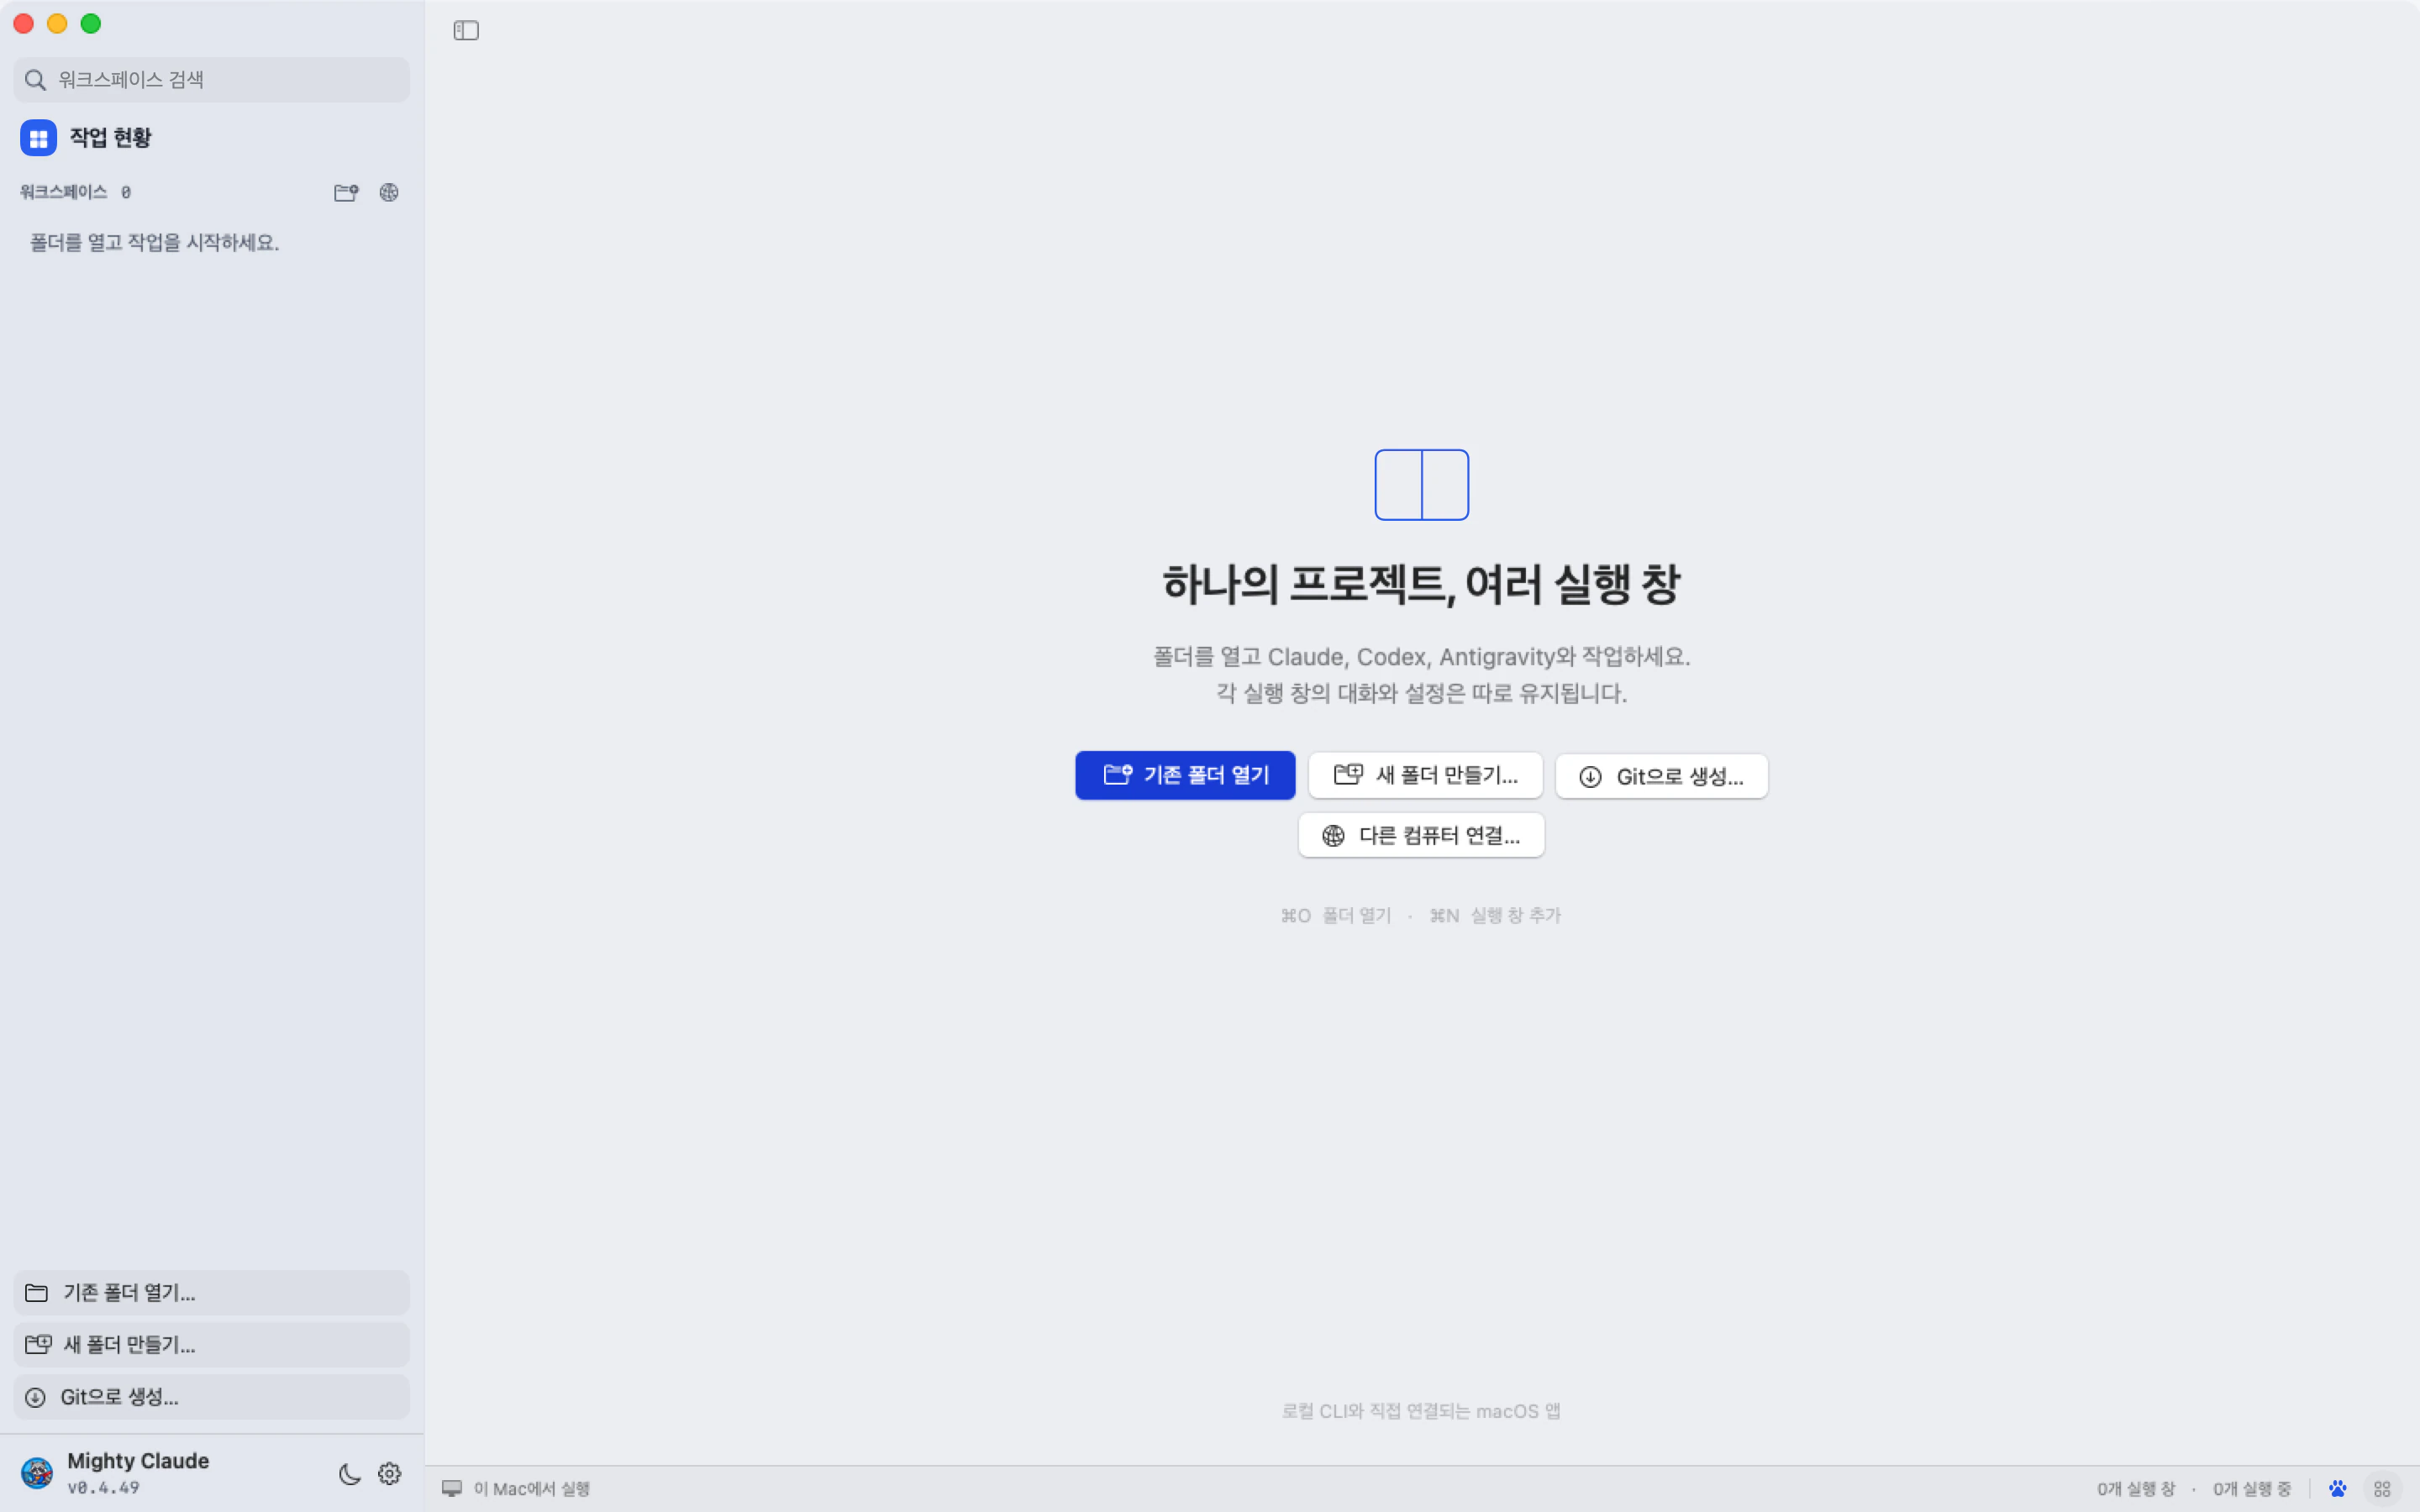 워크스페이스 검색
작업 현황
워크스페이스 0
폴더를 열고 작업을 시작하세요.
하나의 프로젝트, 여러 실행 창
폴더를 열고 Claude, Codex, Antigravity와 작업하세요.
각 실행 창의 대화와 설정은 따로 유지됩니다.
기존 폴더 열기
새 폴더 만들기...
Git으로 생성...
다른 컴퓨터 연결...
⌘O 폴더 열기 · ⌘N 실행 창 추가
기존 폴더 열기...
새 폴더 만들기...
Git으로 생성...
로컬 CLI와 직접 연결되는 macOS 앱
Mighty Claude
v0.4.49
이 Mac에서 실행
0개 실행 창 · 0개 실행 중